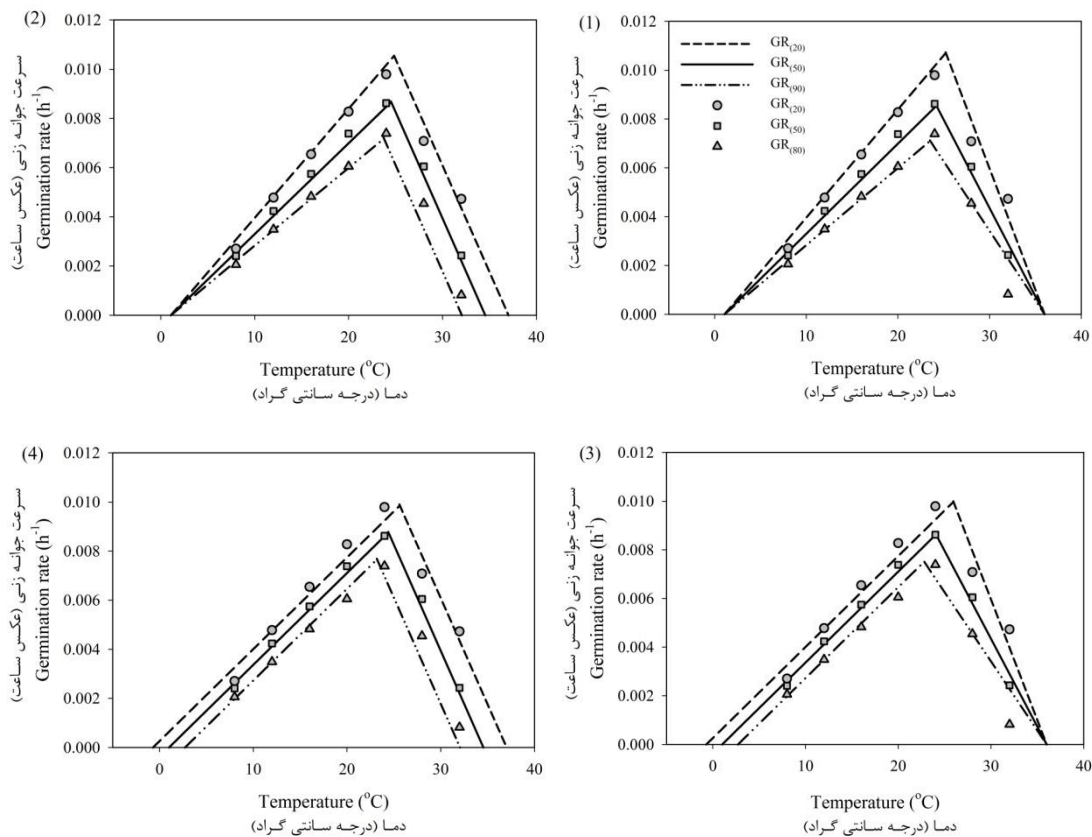 (2)
0.012
0.010
0.008
0.006
0.004
0.002
0.000
سرعت جوانه زنی (عکس ساعت)
Germination rate (h⁻¹)
0
10
20
30
40
Temperature (°C)
دما (درجه سانتی گراد)
(1)
0.012
0.010
0.008
0.006
0.004
0.002
0.000
سرعت جوانه زنی (عکس ساعت)
Germination rate (h⁻¹)
GR(20)
GR(50)
GR(90)
GR(20)
GR(50)
GR(80)
0
10
20
30
40
Temperature (°C)
دما (درجه سانتی گراد)
(4)
0.012
0.010
0.008
0.006
0.004
0.002
0.000
سرعت جوانه زنی (عکس ساعت)
Germination rate (h⁻¹)
0
10
20
30
40
Temperature (°C)
دما (درجه سانتی گراد)
(3)
0.012
0.010
0.008
0.006
0.004
0.002
0.000
سرعت جوانه زنی (عکس ساعت)
Germination rate (h⁻¹)
0
10
20
30
40
Temperature (°C)
دما (درجه سانتی گراد)